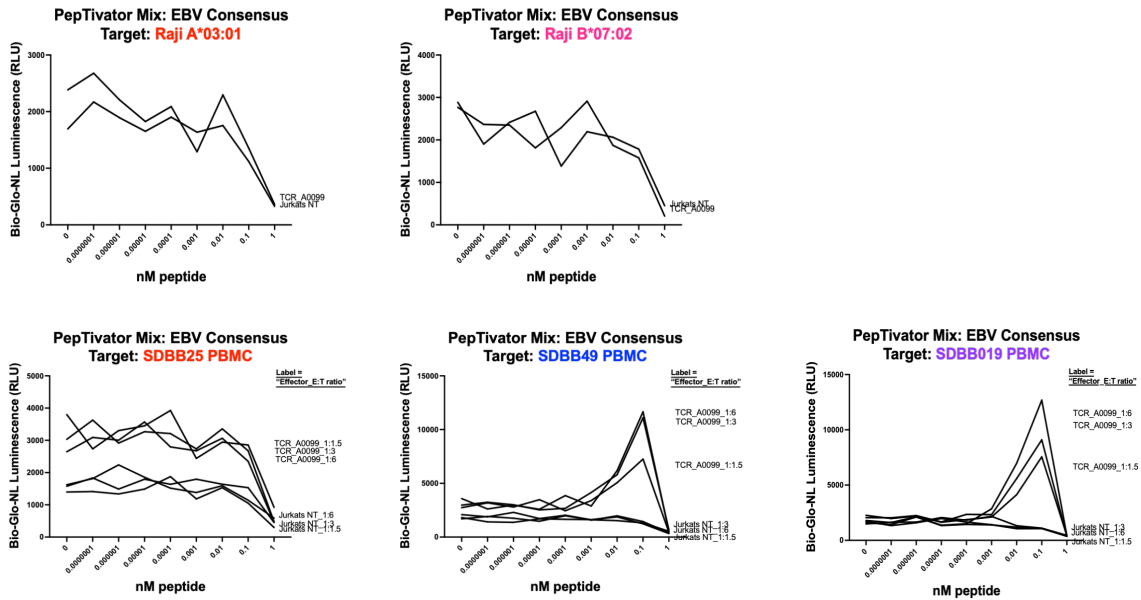 PepTivator Mix: EBV Consensus
Target: Raji A*03:01
Bio-Glo-NL Luminescence (RLU)
3000
2000
1000
0
TCR_A0099
Jurkats NT
0
0.0000001
0.000001
0.00001
0.0001
0.001
0.01
0.1
1
nM peptide
PepTivator Mix: EBV Consensus
Target: Raji B*07:02
Bio-Glo-NL Luminescence (RLU)
4000
3000
2000
1000
0
Jurkats NT
TCR_A0099
0
0.0000001
0.000001
0.00001
0.0001
0.001
0.01
0.1
1
nM peptide
PepTivator Mix: EBV Consensus
Target: SDBB25 PBMC
Bio-Glo-NL Luminescence (RLU)
5000
4000
3000
2000
1000
0
Label =
"Effector_E:T ratio"
TCR_A0099_1:1.5
TCR_A0099_1:3
TCR_A0099_1:6
Jurkats NT_1:6
Jurkats NT_1:3
Jurkats NT_1:1.5
0
0.0000001
0.000001
0.00001
0.0001
0.001
0.01
0.1
1
nM peptide
PepTivator Mix: EBV Consensus
Target: SDBB49 PBMC
Bio-Glo-NL Luminescence (RLU)
15000
10000
5000
0
Label =
"Effector_E:T ratio"
TCR_A0099_1:6
TCR_A0099_1:3
TCR_A0099_1:1.5
Jurkats NT_1:3
Jurkats NT_1:1.5
0
0.0000001
0.000001
0.00001
0.0001
0.001
0.01
0.1
1
nM peptide
PepTivator Mix: EBV Consensus
Target: SDBB019 PBMC
Bio-Glo-NL Luminescence (RLU)
15000
10000
5000
0
Label =
"Effector_E:T ratio"
TCR_A0099_1:6
TCR_A0099_1:3
TCR_A0099_1:1.5
Jurkats NT_1:3
Jurkats NT_1:6
Jurkats NT_1:1.5
0
0.0000001
0.000001
0.00001
0.0001
0.001
0.01
0.1
1
nM peptide